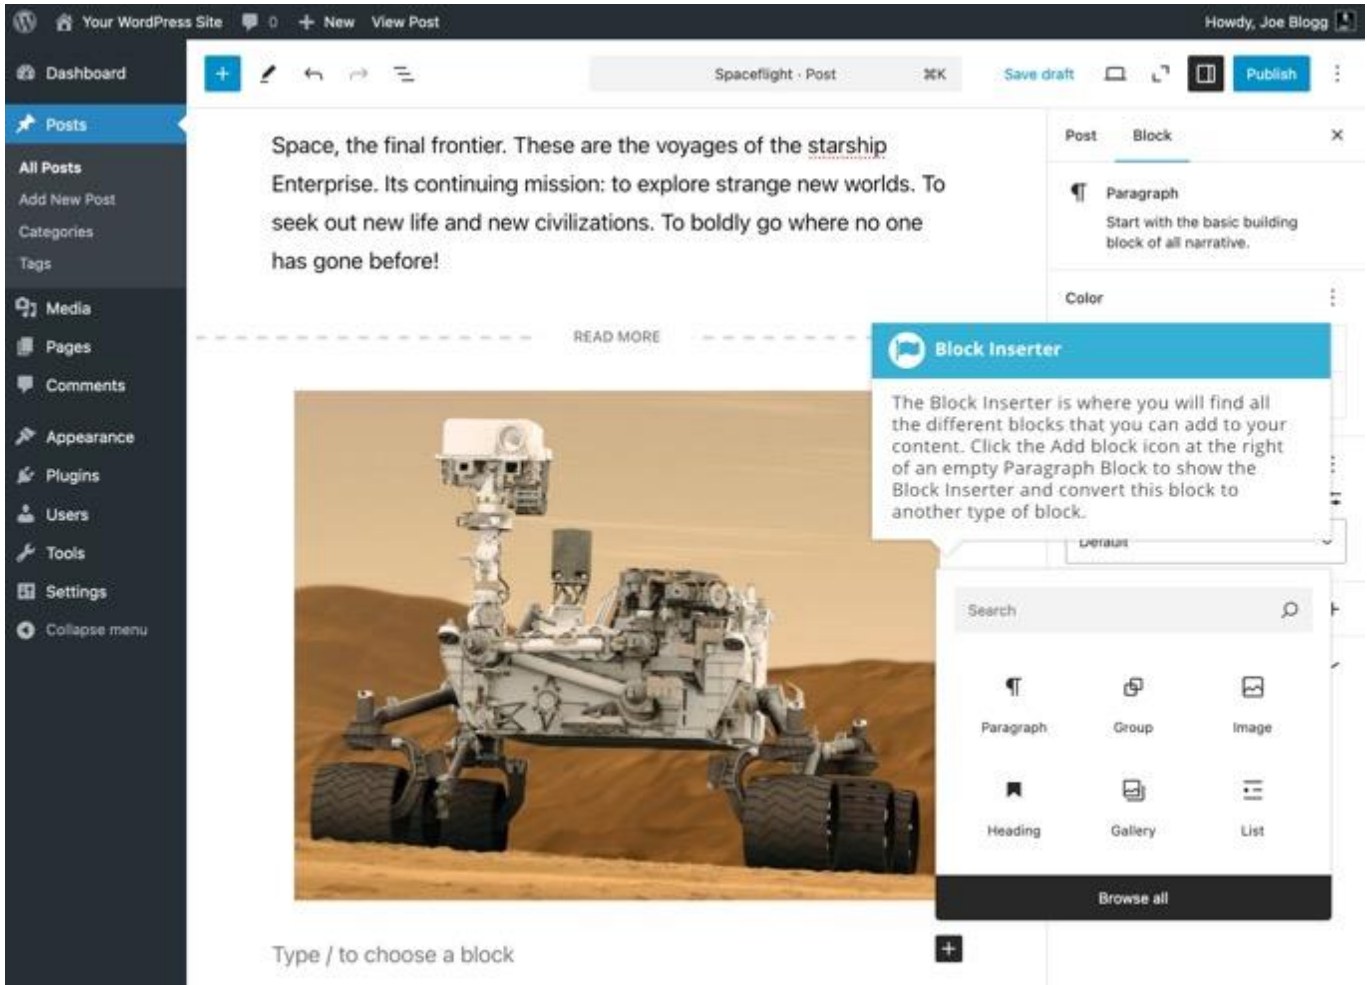 Your WordPress Site 0 New View Post Howdy, Joe Blogg
Dashboard
Posts
All Posts
Add New Post
Categories
Tags
Media
Pages
Comments
Appearance
Plugins
Users
Tools
Settings
Collapse menu
Spaceflight · Post ⌘K Save draft Publish
Space, the final frontier. These are the voyages of the starship
Enterprise. Its continuing mission: to explore strange new worlds. To
seek out new life and new civilizations. To boldly go where no one
has gone before!
READ MORE
Type / to choose a block
Post Block
Paragraph
Start with the basic building
block of all narrative.
Color
Block Inserter
The Block Inserter is where you will find all
the different blocks that you can add to your
content. Click the Add block icon at the right
of an empty Paragraph Block to show the
Block Inserter and convert this block to
another type of block.
Default
Search
Paragraph Group Image
Heading Gallery List
Browse all